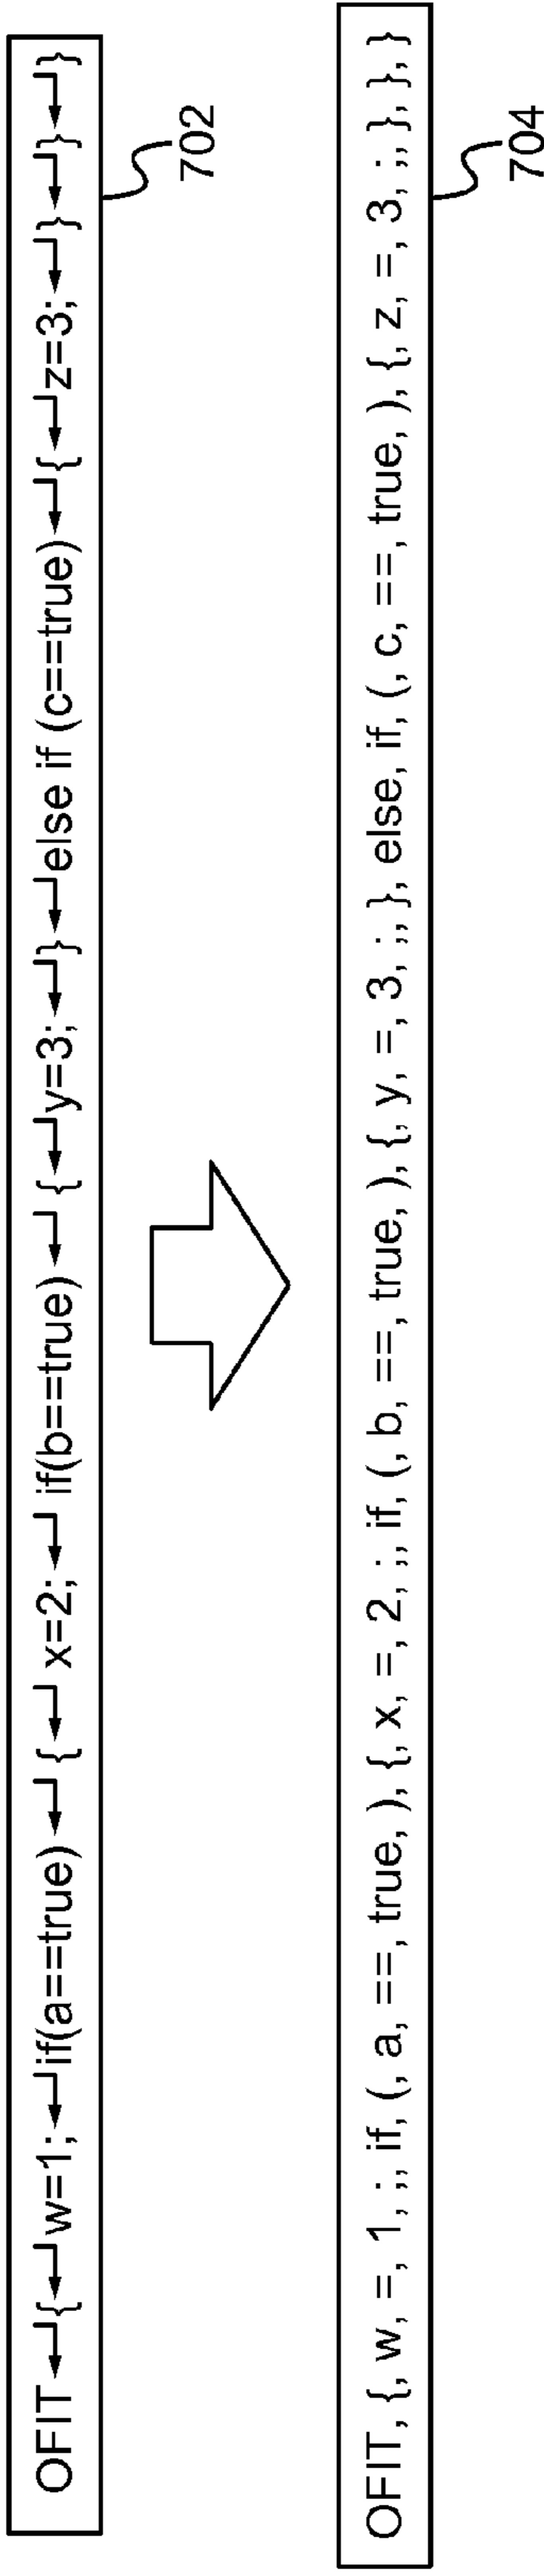 OFIT ↵ { ↵ w=1; ↵ if(a==true) ↵ { ↵ x=2; ↵ if(b==true) ↵ { ↵ y=3; ↵ } ↵ else if (c==true) ↵ { ↵ z=3; ↵ } ↵ } ↵ }
702
OFIT, {, w, =, 1, ;, if, (, a, ==, true, ), {, x, =, 2, ;, if, (, b, ==, true, ), {, y, =, 3, ;, }, else, if, (, c, ==, true, ), {, z, =, 3, ;, }, }, }
704